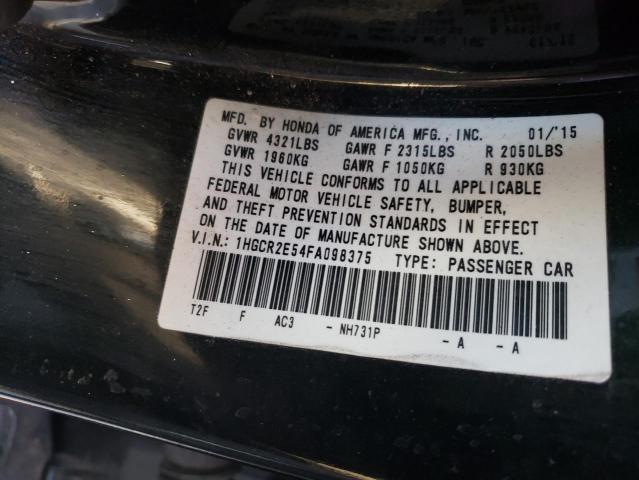 MFD. BY HONDA OF AMERICA MFG., INC. 01/'15
GVWR 4321LBS GAWR F 2315LBS R 2050LBS
GVWR 1960KG GAWR F 1050KG R 930KG
THIS VEHICLE CONFORMS TO ALL APPLICABLE
FEDERAL MOTOR VEHICLE SAFETY, BUMPER,
AND THEFT PREVENTION STANDARDS IN EFFECT
ON THE DATE OF MANUFACTURE SHOWN ABOVE.
V.I.N.: 1HGCR2E54FA098375 TYPE: PASSENGER CAR
T2F F AC3 - NH731P - A - A